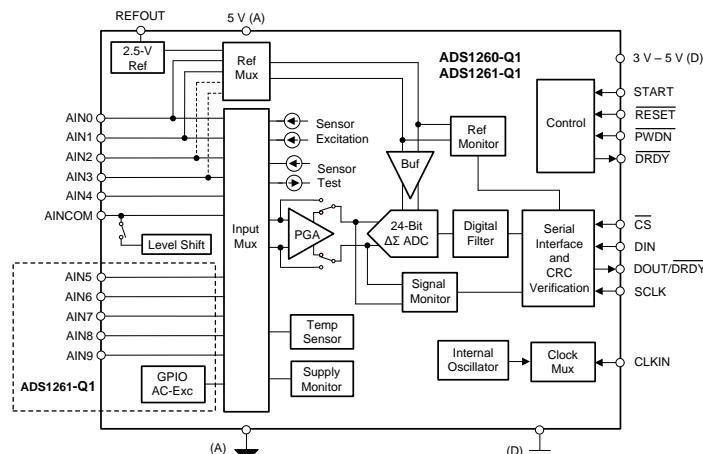 REFOUT
5 V (A)
2.5-V
Ref
Ref
Mux
ADS1260-Q1
ADS1261-Q1
3 V – 5 V (D)
START
RESET
PWDN
DRDY
Control
AIN0
AIN1
AIN2
AIN3
AIN4
AINCOM
Level Shift
Sensor
Excitation
Sensor
Test
Ref
Monitor
Buf
Input
Mux
PGA
24-Bit
ΔΣ ADC
Digital
Filter
Serial
Interface
and
CRC
Verification
CS
DIN
DOUT/DRDY
SCLK
Signal
Monitor
AIN5
AIN6
AIN7
AIN8
AIN9
ADS1261-Q1
GPIO
AC-Exc
Temp
Sensor
Supply
Monitor
Internal
Oscillator
Clock
Mux
CLKIN
(A)
(D)